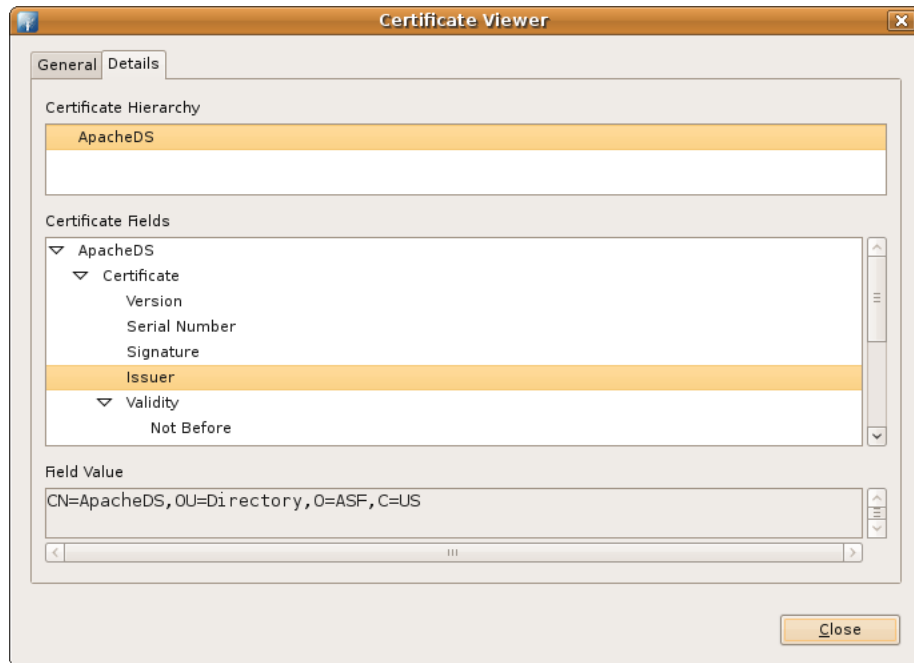 Certificate Viewer
General Details
Certificate Hierarchy
ApacheDS
Certificate Fields
ApacheDS
Certificate
Version
Serial Number
Signature
Issuer
Validity
Not Before
Field Value
CN=ApacheDS,OU=Directory,O=ASF,C=US
Close